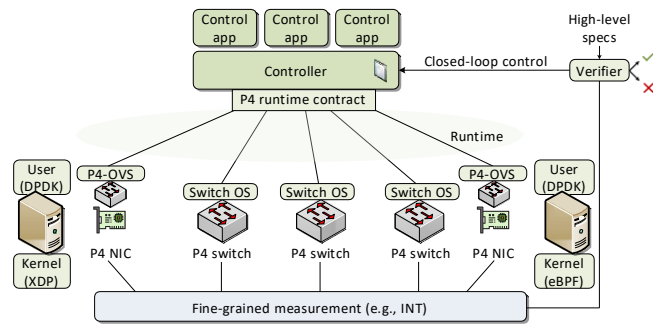 Control
app
Control
app
Control
app
High-level
specs
Controller
Closed-loop control
Verifier
P4 runtime contract
Runtime
User
(DPDK)
P4-OVS
Switch OS
Switch OS
Switch OS
P4-OVS
User
(DPDK)
Kernel
(XDP)
P4 NIC
P4 switch
P4 switch
P4 switch
P4 NIC
Kernel
(eBPF)
Fine-grained measurement (e.g., INT)